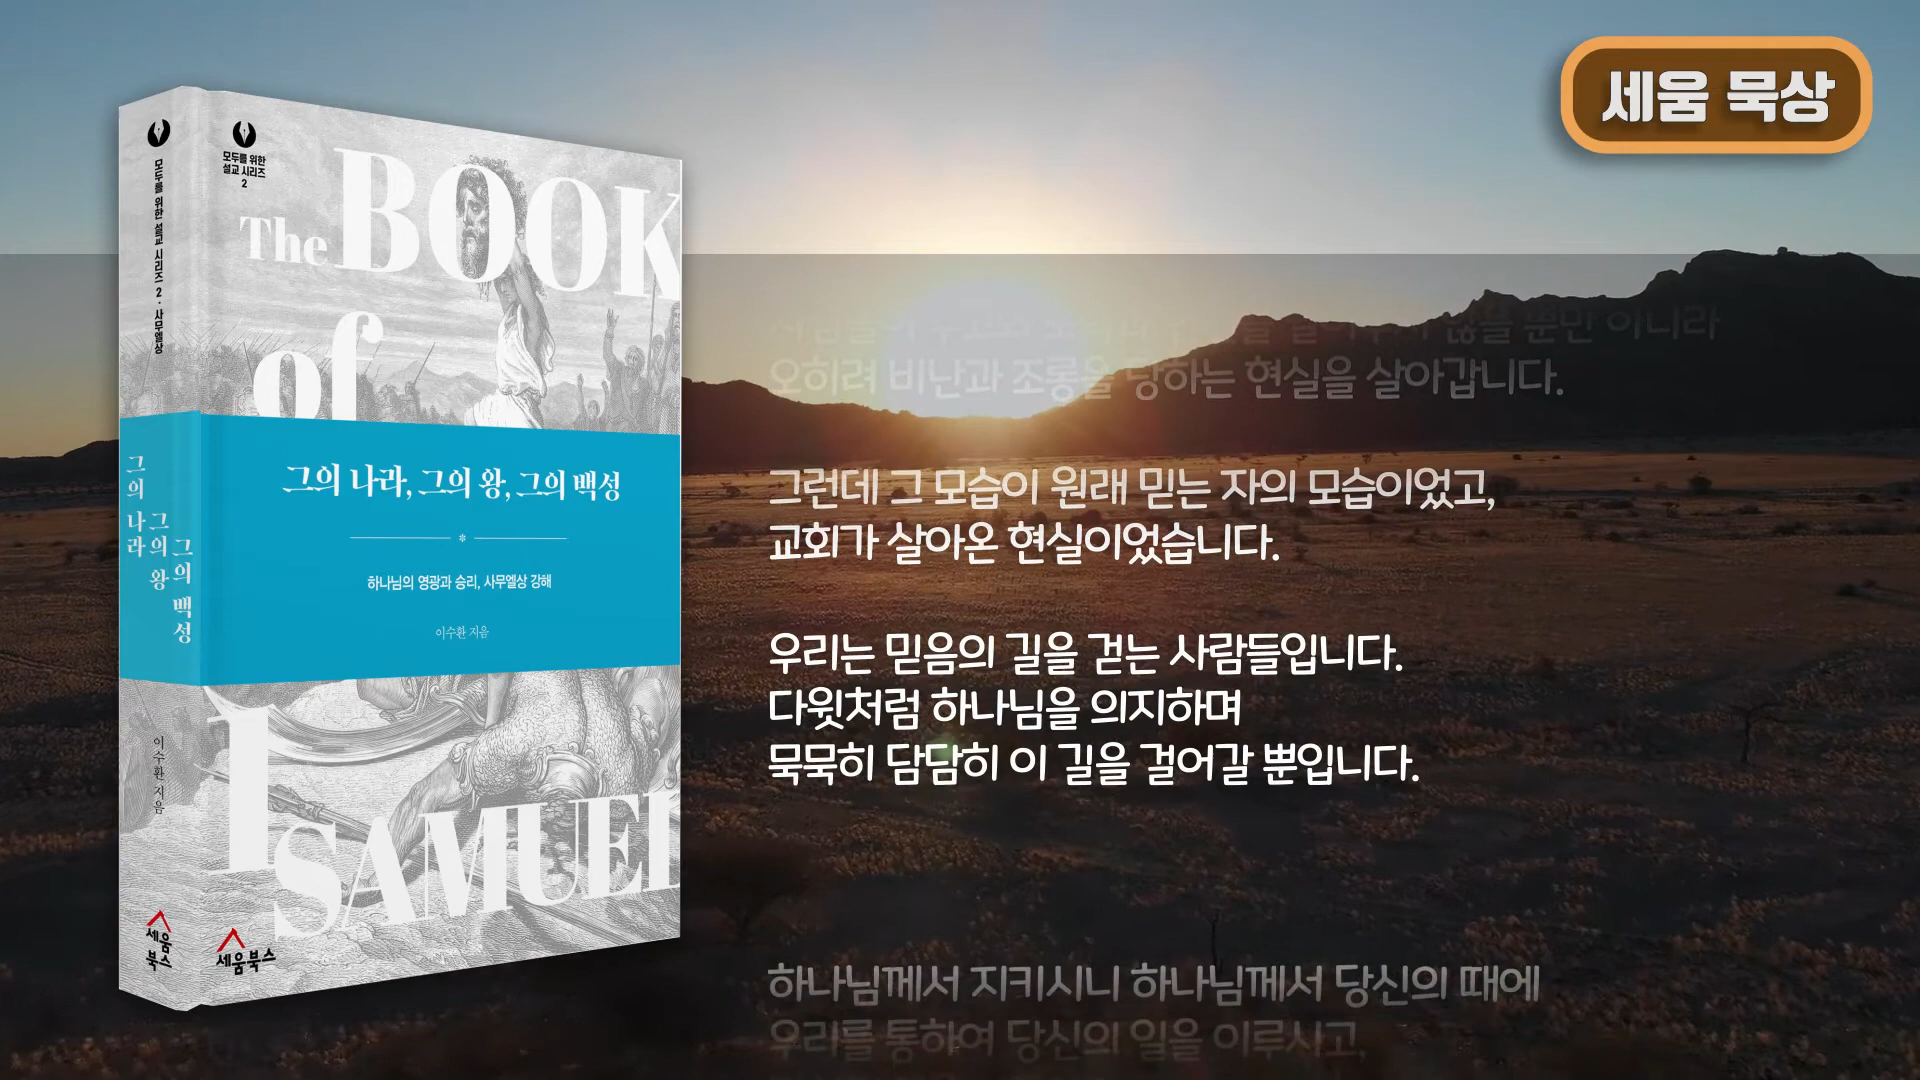 세움 묵상
모두를 위한 설교 시리즈 2 · 사무엘상
그의 나라
그의 왕
그의 백성
이수환 지음
세움
북스
모두를 위한
설교 시리즈
2
The BOOK
of
그의 나라, 그의 왕, 그의 백성
하나님의 영광과 승리, 사무엘상 강해
이수환 지음
I
SAMUEL
세움북스
않을 뿐만 아니라
오히려 비난과 조롱을 당하는 현실을 살아갑니다.
그런데 그 모습이 원래 믿는 자의 모습이었고,
교회가 살아온 현실이었습니다.
우리는 믿음의 길을 걷는 사람들입니다.
다윗처럼 하나님을 의지하며
묵묵히 담담히 이 길을 걸어갈 뿐입니다.
하나님께서 지키시니 하나님께서 당신의 때에
우리를 통하여 당신의 일을 이루시고,